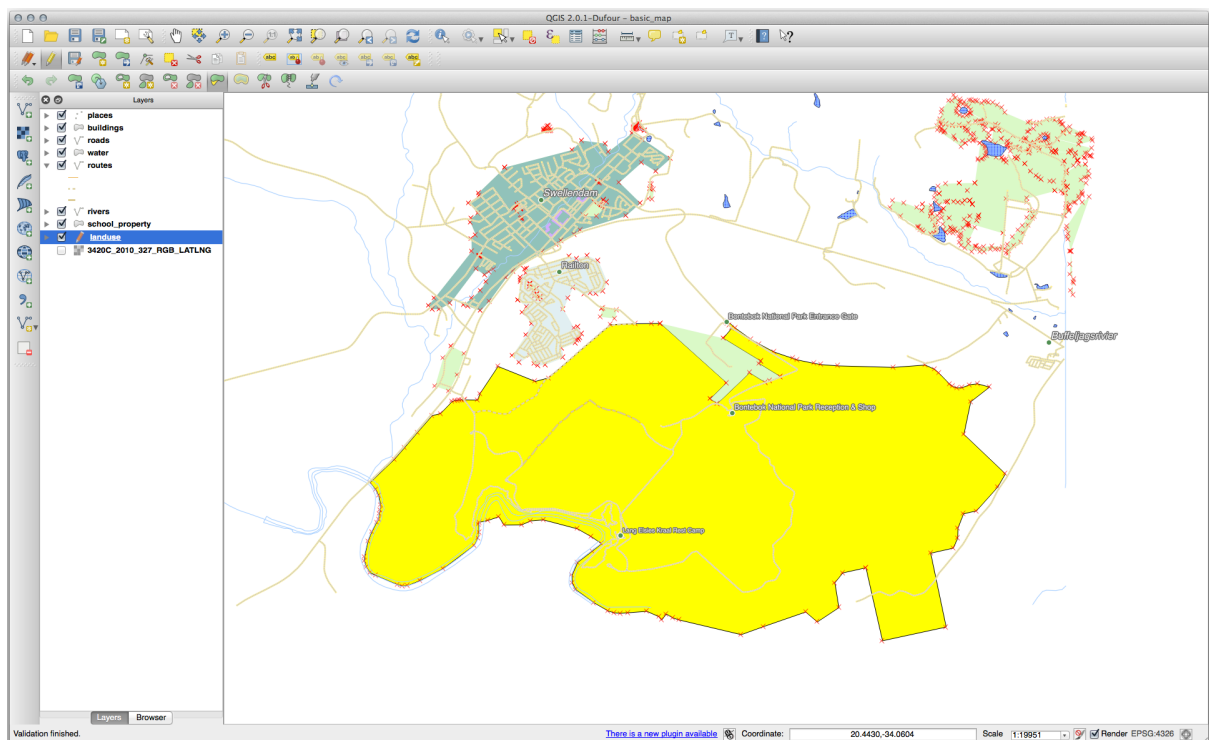 QGIS 2.0.1-Dufour – basic_map
Layers
places
buildings
roads
water
routes
rivers
school_property
landuse
3420C_2010_327_RGB_LATLNG
Swellendam
Railton
Bontebok National Park Entrance Gate
Buffeljagsrivier
Bontebok National Park Reception & Shop
Lang Elsies Kraal Rest Camp
Layers Browser
Validation finished. There is a new plugin available Coordinate: 20.4430,-34.0604 Scale 1:19951 Render EPSG:4326